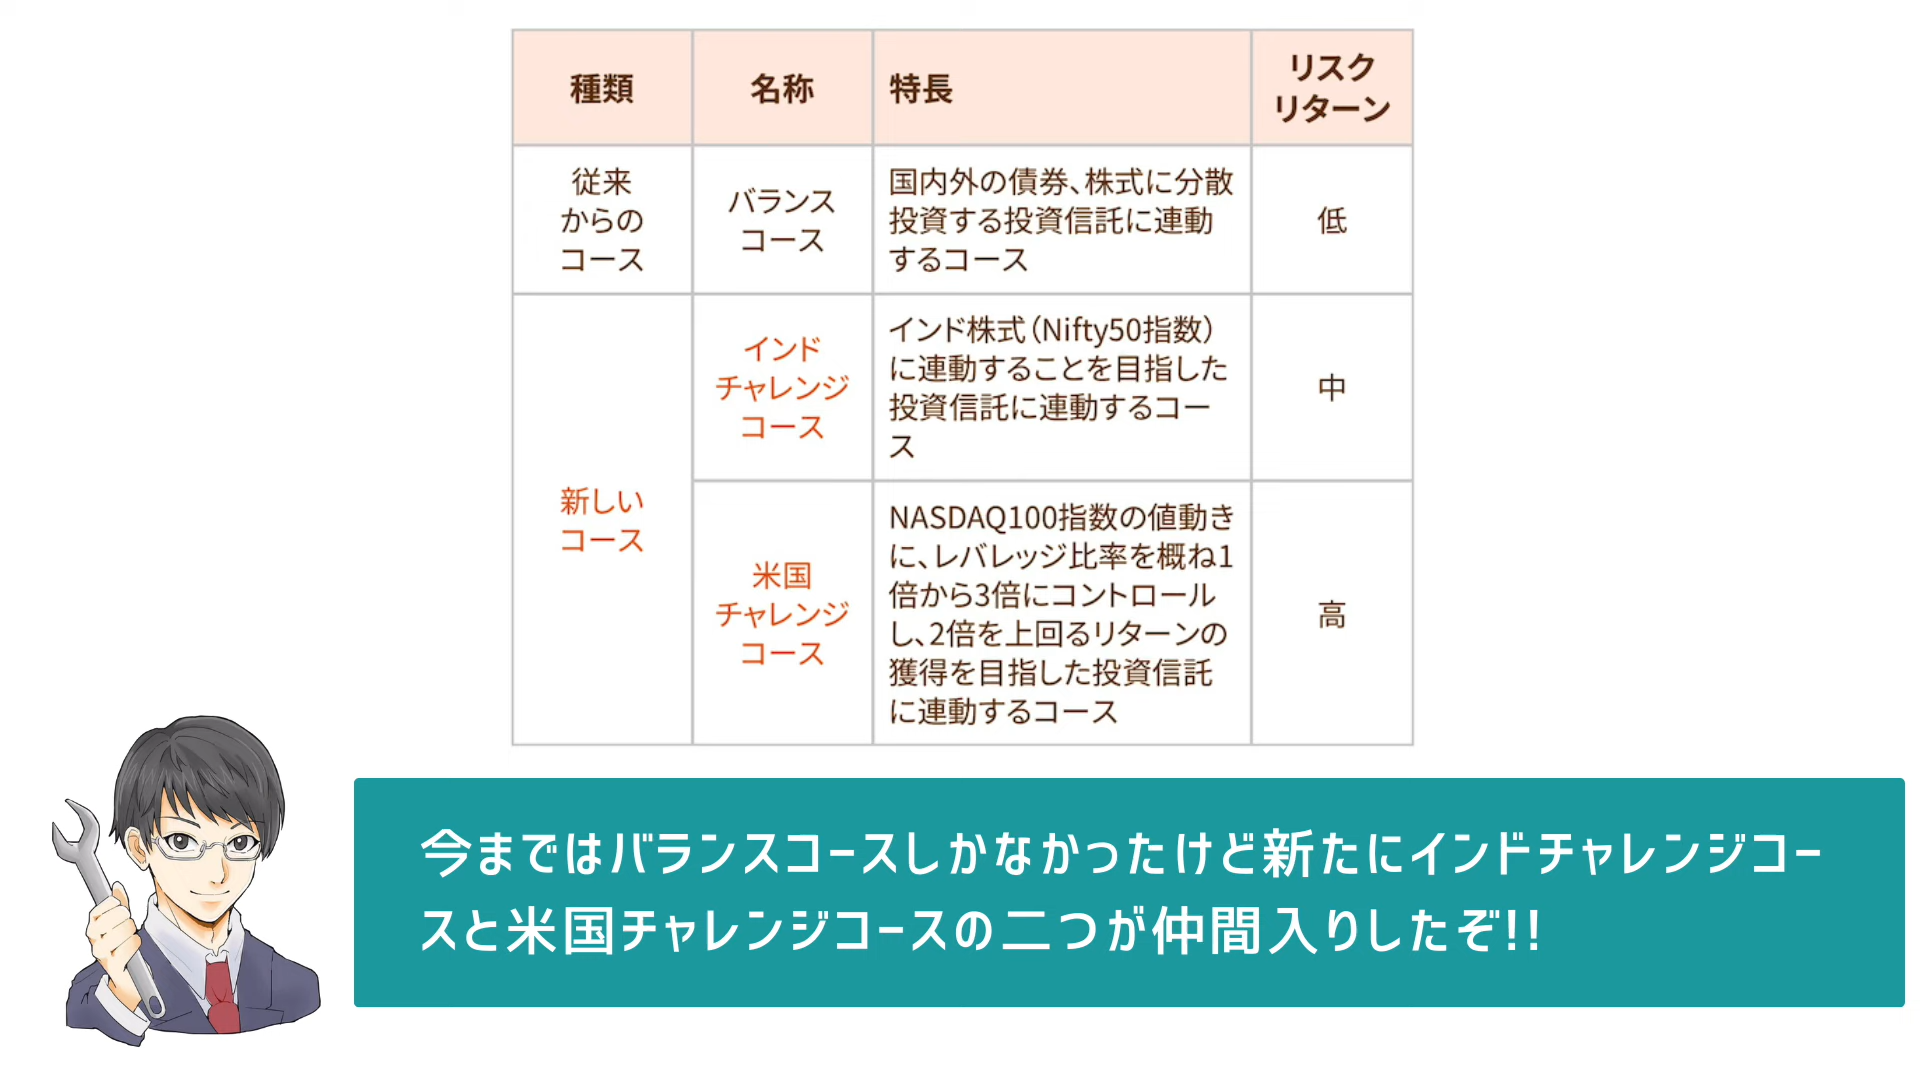 種類
名称
特長
リスク
リターン
従来
からの
コース
バランス
コース
国内外の債券、株式に分散
投資する投資信託に連動
するコース
低
新しい
コース
インド
チャレンジ
コース
インド株式（Nifty50指数）
に連動することを目指した
投資信託に連動するコー
ス
中
米国
チャレンジ
コース
NASDAQ100指数の値動き
に、レバレッジ比率を概ね1
倍から3倍にコントロール
し、2倍を上回るリターンの
獲得を目指した投資信託
に連動するコース
高
今まではバランスコースしかなかったけど新たにインドチャレンジコー
スと米国チャレンジコースの二つが仲間入りしたぞ!!